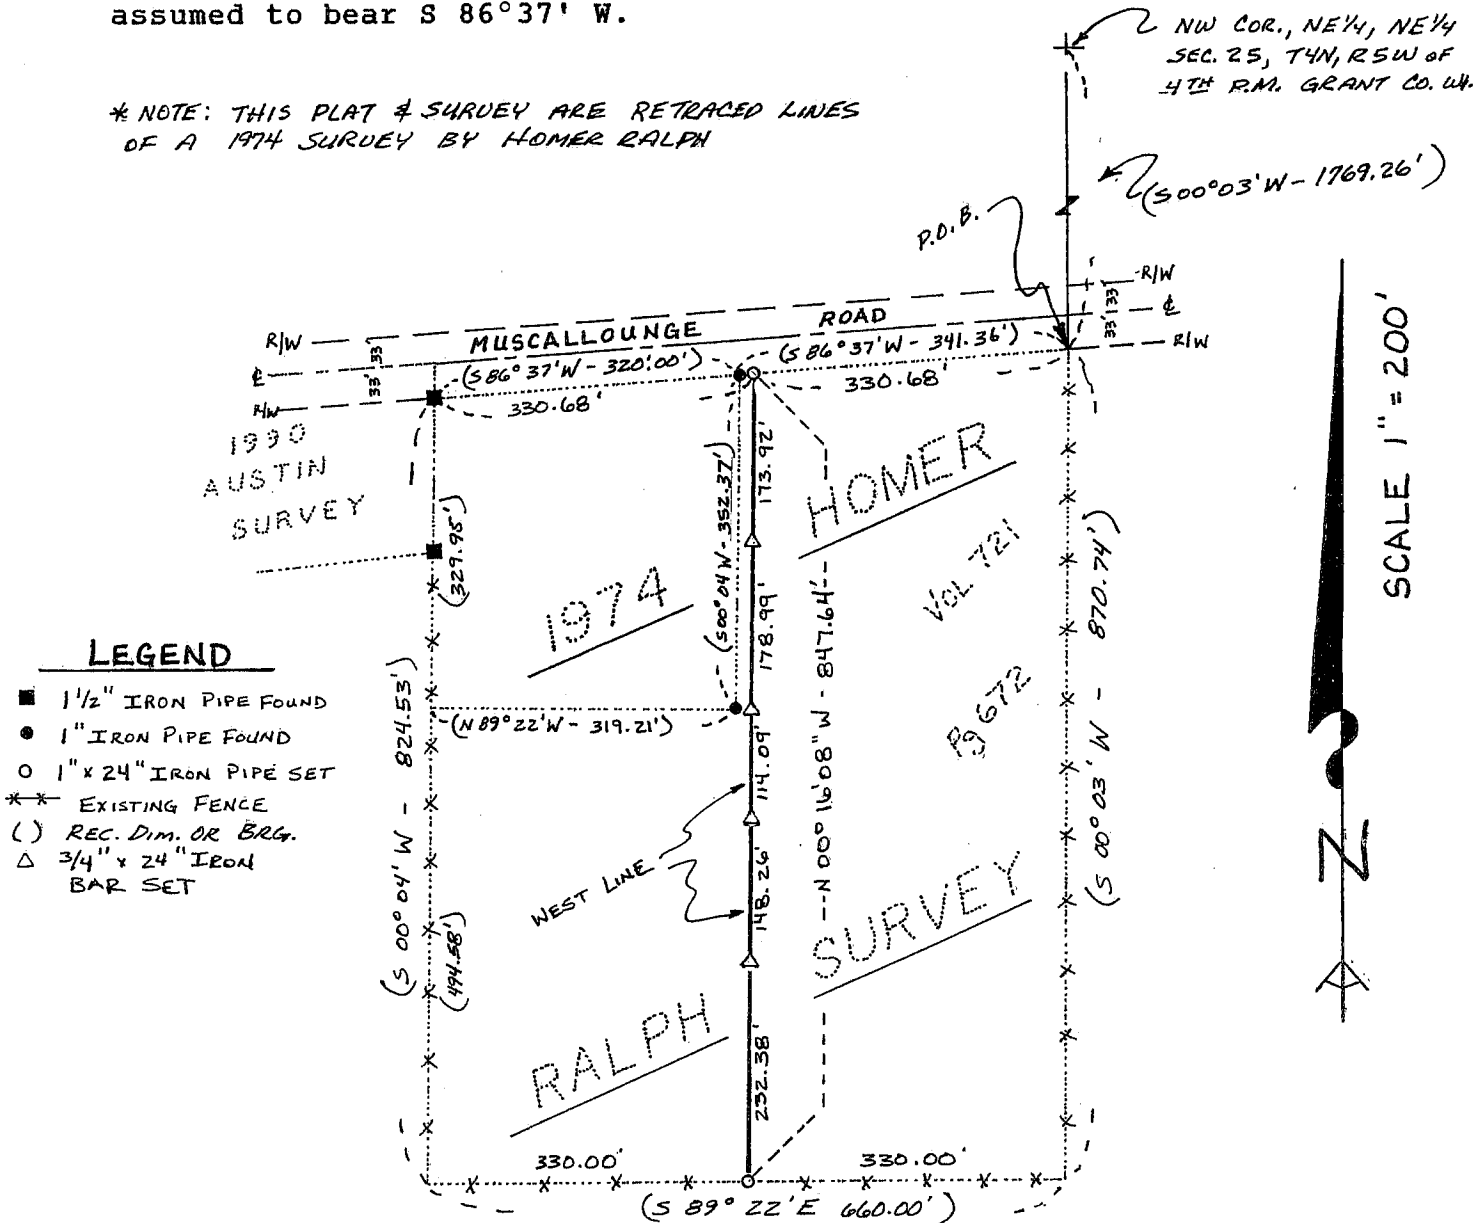 assumed to bear S 86°37' W.
* NOTE: THIS PLAT & SURVEY ARE RETRACED LINES
OF A 1974 SURVEY BY HOMER RALPH
NW COR., NE 1/4, NE 1/4
SEC. 25, T4N, R5W OF
4TH P.M. GRANT CO. WI.
(S00°03'W - 1769.26')
P.O.B.
R/W
℄
R/W
33' 33'
R/W
℄
R/W
33' 33'
MUSCALLOUNGE ROAD
(S 86°37'W - 320.00')
(S 86°37'W - 341.36')
330.68'
330.68'
1990
AUSTIN
SURVEY
(329.95')
(S00°04'W - 352.37')
173.92'
178.99'
114.09'
148.26'
232.38'
N00°16'08"W - 847.64'
HOMER
1974
VOL 721
Pg 672
(S 00°03'W - 870.74')
(N 89°22'W - 319.21')
(S 00°04'W - 824.53')
(494.58')
WEST LINE
SURVEY
RALPH
330.00'
330.00'
(S 89° 22'E 660.00')
LEGEND
■ 1 1/2" IRON PIPE FOUND
● 1" IRON PIPE FOUND
○ 1" x 24" IRON PIPE SET
x x EXISTING FENCE
( ) REC. DIM. OR BRG.
△ 3/4" x 24" IRON
BAR SET
SCALE 1" = 200'
N